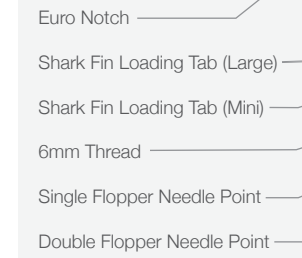 Euro Notch
Shark Fin Loading Tab (Large)
Shark Fin Loading Tab (Mini)
6mm Thread
Single Flopper Needle Point
Double Flopper Needle Point